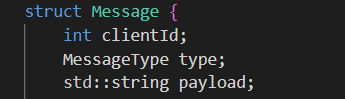 struct Message {
    int clientId;
    MessageType type;
    std::string payload;